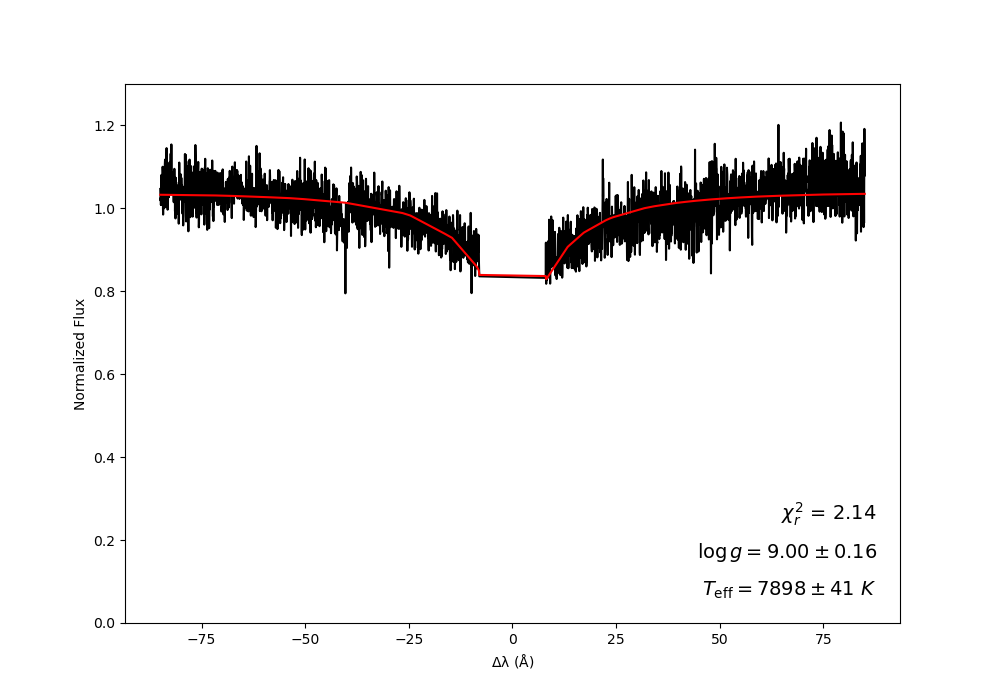 1.2
1.0
0.8
0.6
0.4
0.2
0.0
Normalized Flux
χ²ᵣ = 2.14
log g = 9.00 ± 0.16
T_eff = 7898 ± 41 K
−75 −50 −25 0 25 50 75
Δλ (Å)